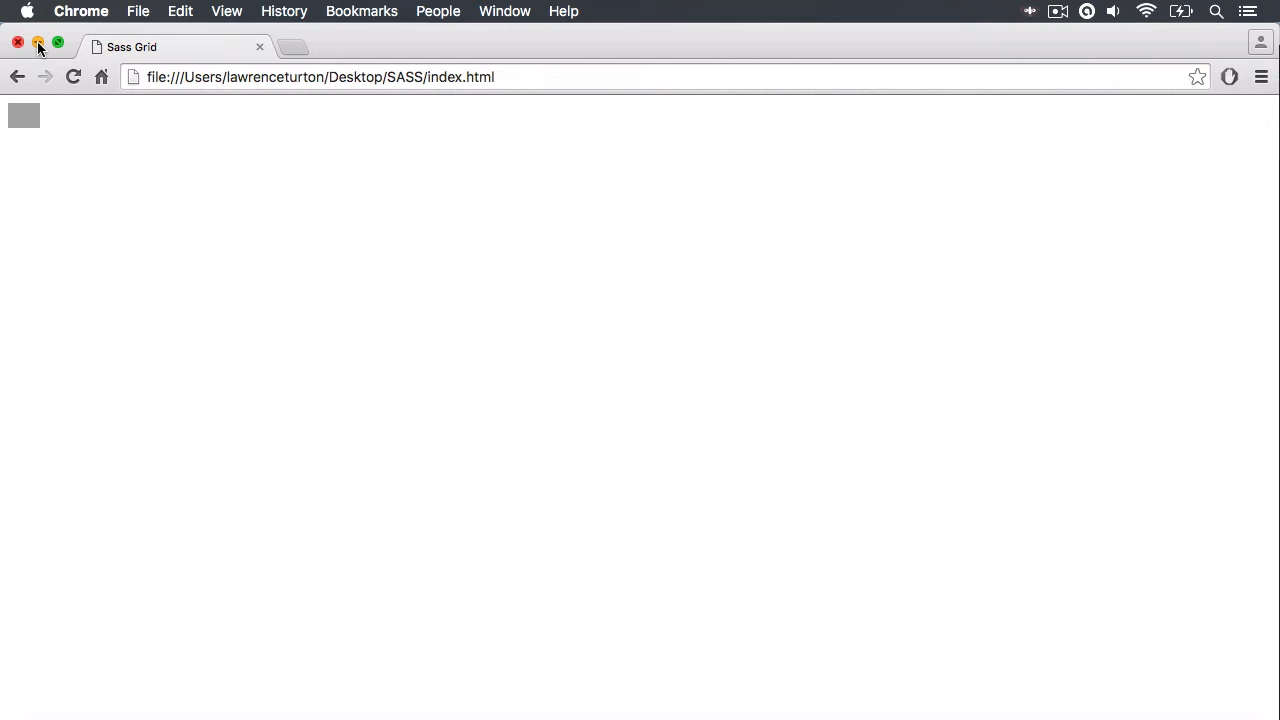 Chrome File Edit View History Bookmarks People Window Help
Sass Grid
file:///Users/lawrenceturton/Desktop/SASS/index.html